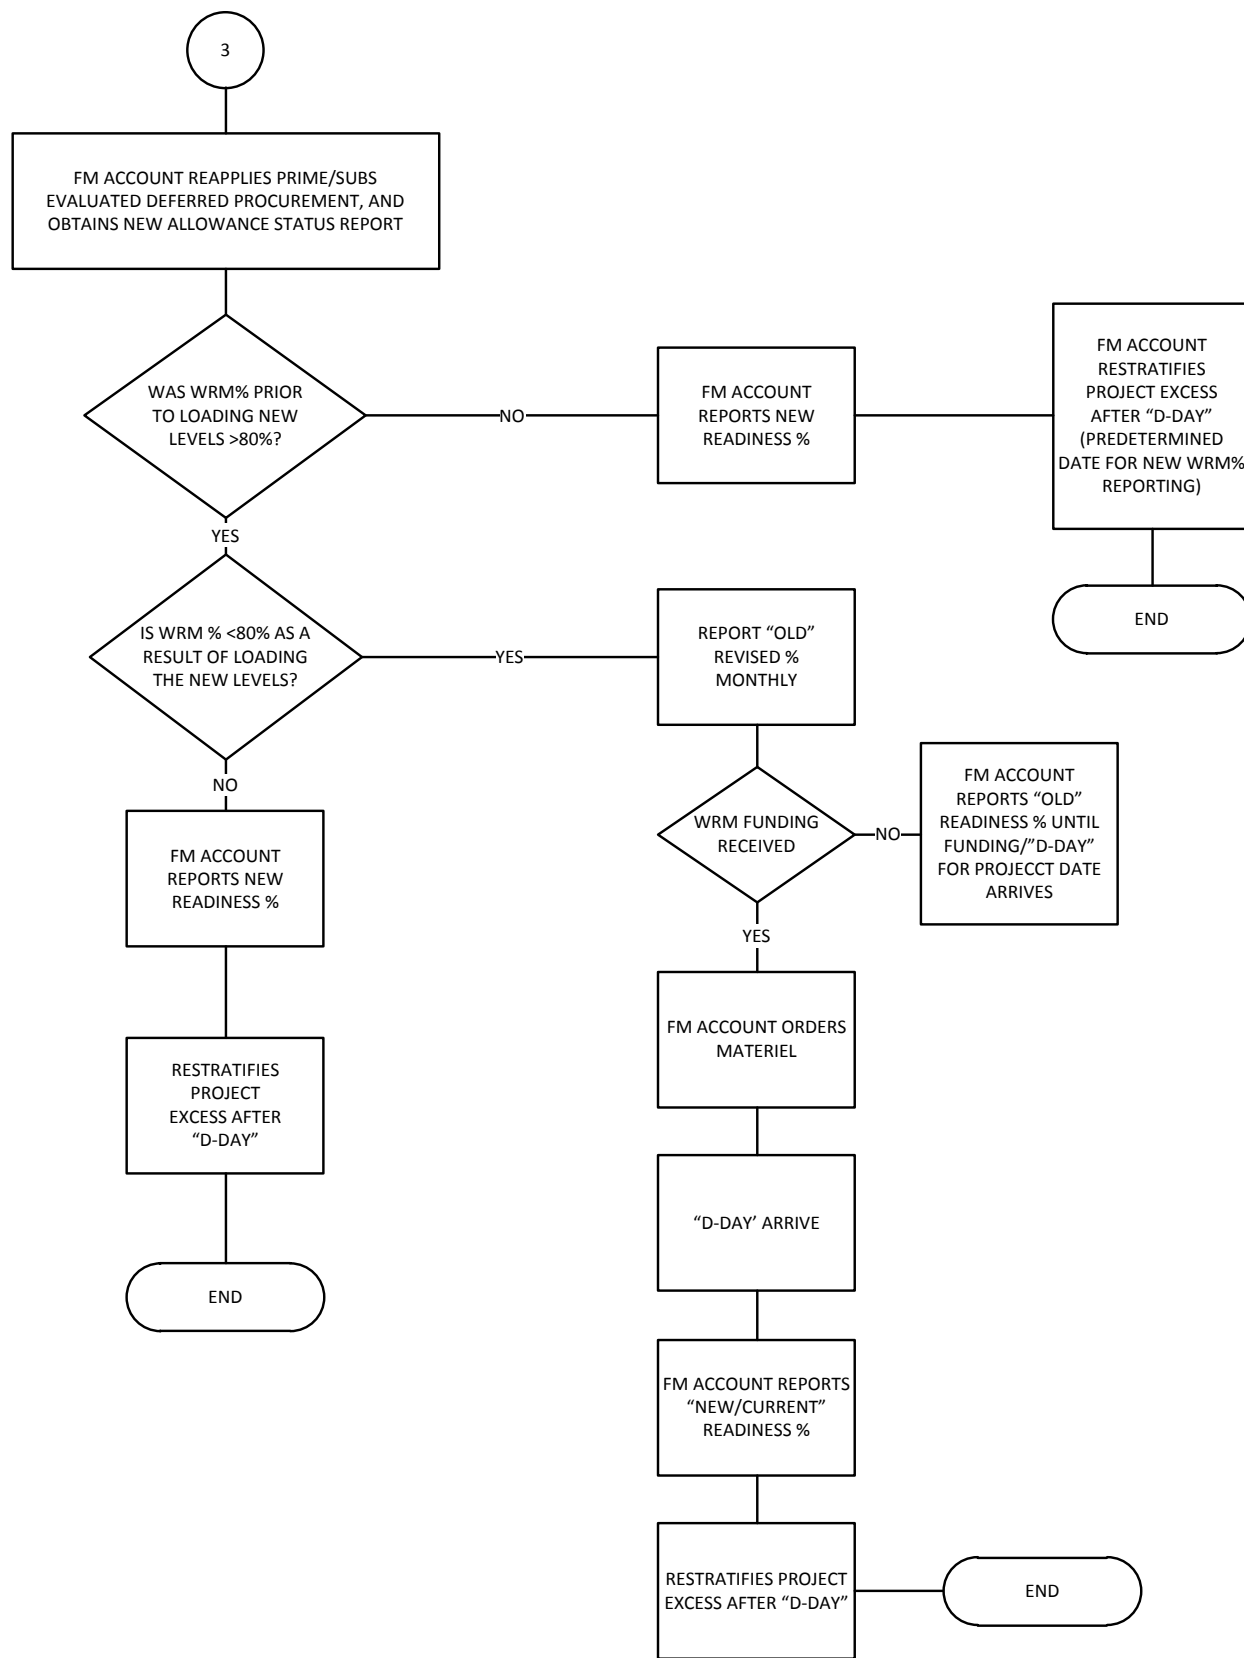 3
FM ACCOUNT REAPPLIES PRIME/SUBS
EVALUATED DEFERRED PROCUREMENT, AND
OBTAINS NEW ALLOWANCE STATUS REPORT
WAS WRM% PRIOR
TO LOADING NEW
LEVELS >80%?
NO
FM ACCOUNT
REPORTS NEW
READINESS %
FM ACCOUNT
RESTRATIFIES
PROJECT EXCESS
AFTER “D-DAY”
(PREDETERMINED
DATE FOR NEW WRM%
REPORTING)
END
YES
IS WRM % <80% AS A
RESULT OF LOADING
THE NEW LEVELS?
YES
REPORT “OLD”
REVISED %
MONTHLY
NO
FM ACCOUNT
REPORTS NEW
READINESS %
RESTRATIFIES
PROJECT
EXCESS AFTER
“D-DAY”
END
WRM FUNDING
RECEIVED
NO
FM ACCOUNT
REPORTS “OLD”
READINESS % UNTIL
FUNDING/”D-DAY”
FOR PROJECCT DATE
ARRIVES
YES
FM ACCOUNT ORDERS
MATERIEL
“D-DAY’ ARRIVE
FM ACCOUNT REPORTS
“NEW/CURRENT”
READINESS %
RESTRATIFIES PROJECT
EXCESS AFTER “D-DAY”
END